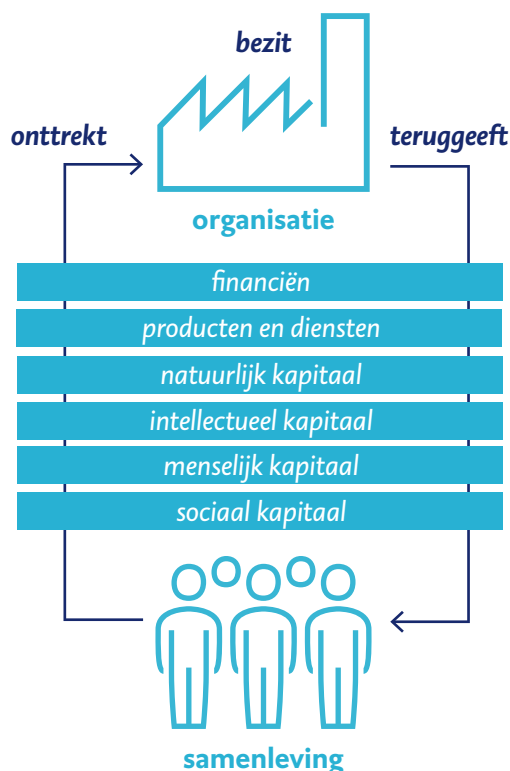 bezit
onttrekt
teruggeeft
organisatie
financiën
producten en diensten
natuurlijk kapitaal
intellectueel kapitaal
menselijk kapitaal
sociaal kapitaal
samenleving